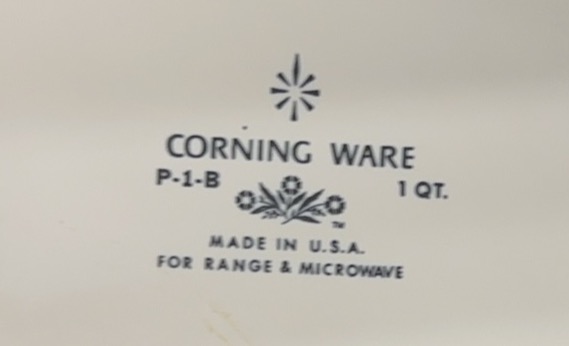 CORNING WARE
P-1-B 1 QT.
TM
MADE IN U.S.A.
FOR RANGE & MICROWAVE